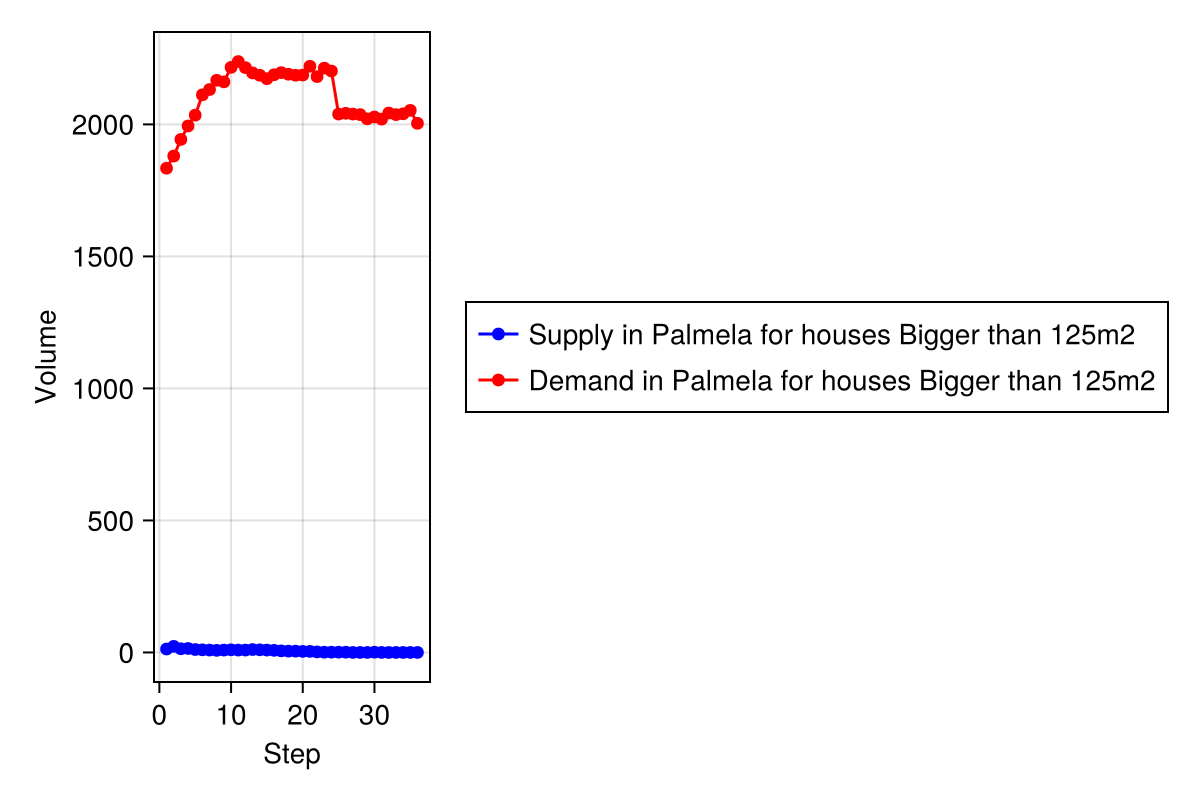 Volume
2000
1500
1000
500
0
0 10 20 30
Step
Supply in Palmela for houses Bigger than 125m2
Demand in Palmela for houses Bigger than 125m2